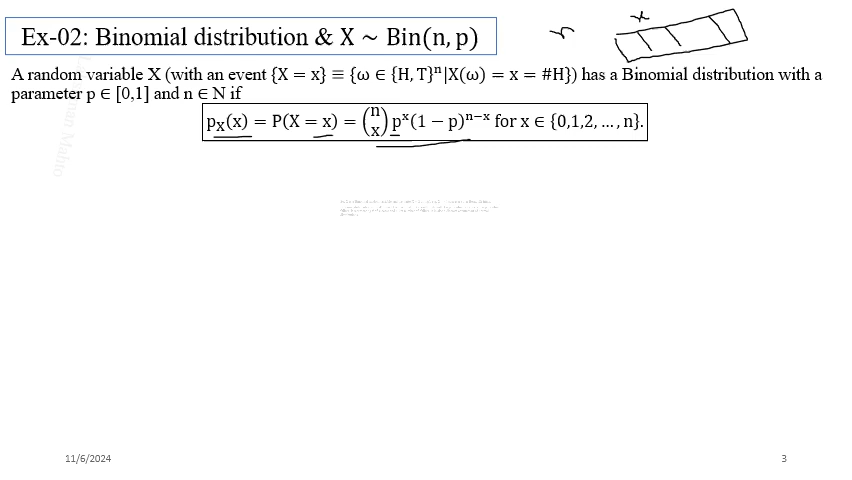 Ex-02: Binomial distribution & X ~ Bin(n, p)
n
x
A random variable X (with an event {X = x} ≡ {ω ∈ {H, T}ⁿ|X(ω) = x = #H}) has a Binomial distribution with a
parameter p ∈ [0,1] and n ∈ N if
p_X(x) = P(X = x) = (n x) pˣ(1 − p)ⁿ⁻ˣ for x ∈ {0,1,2, … , n}.
11/6/2024
3